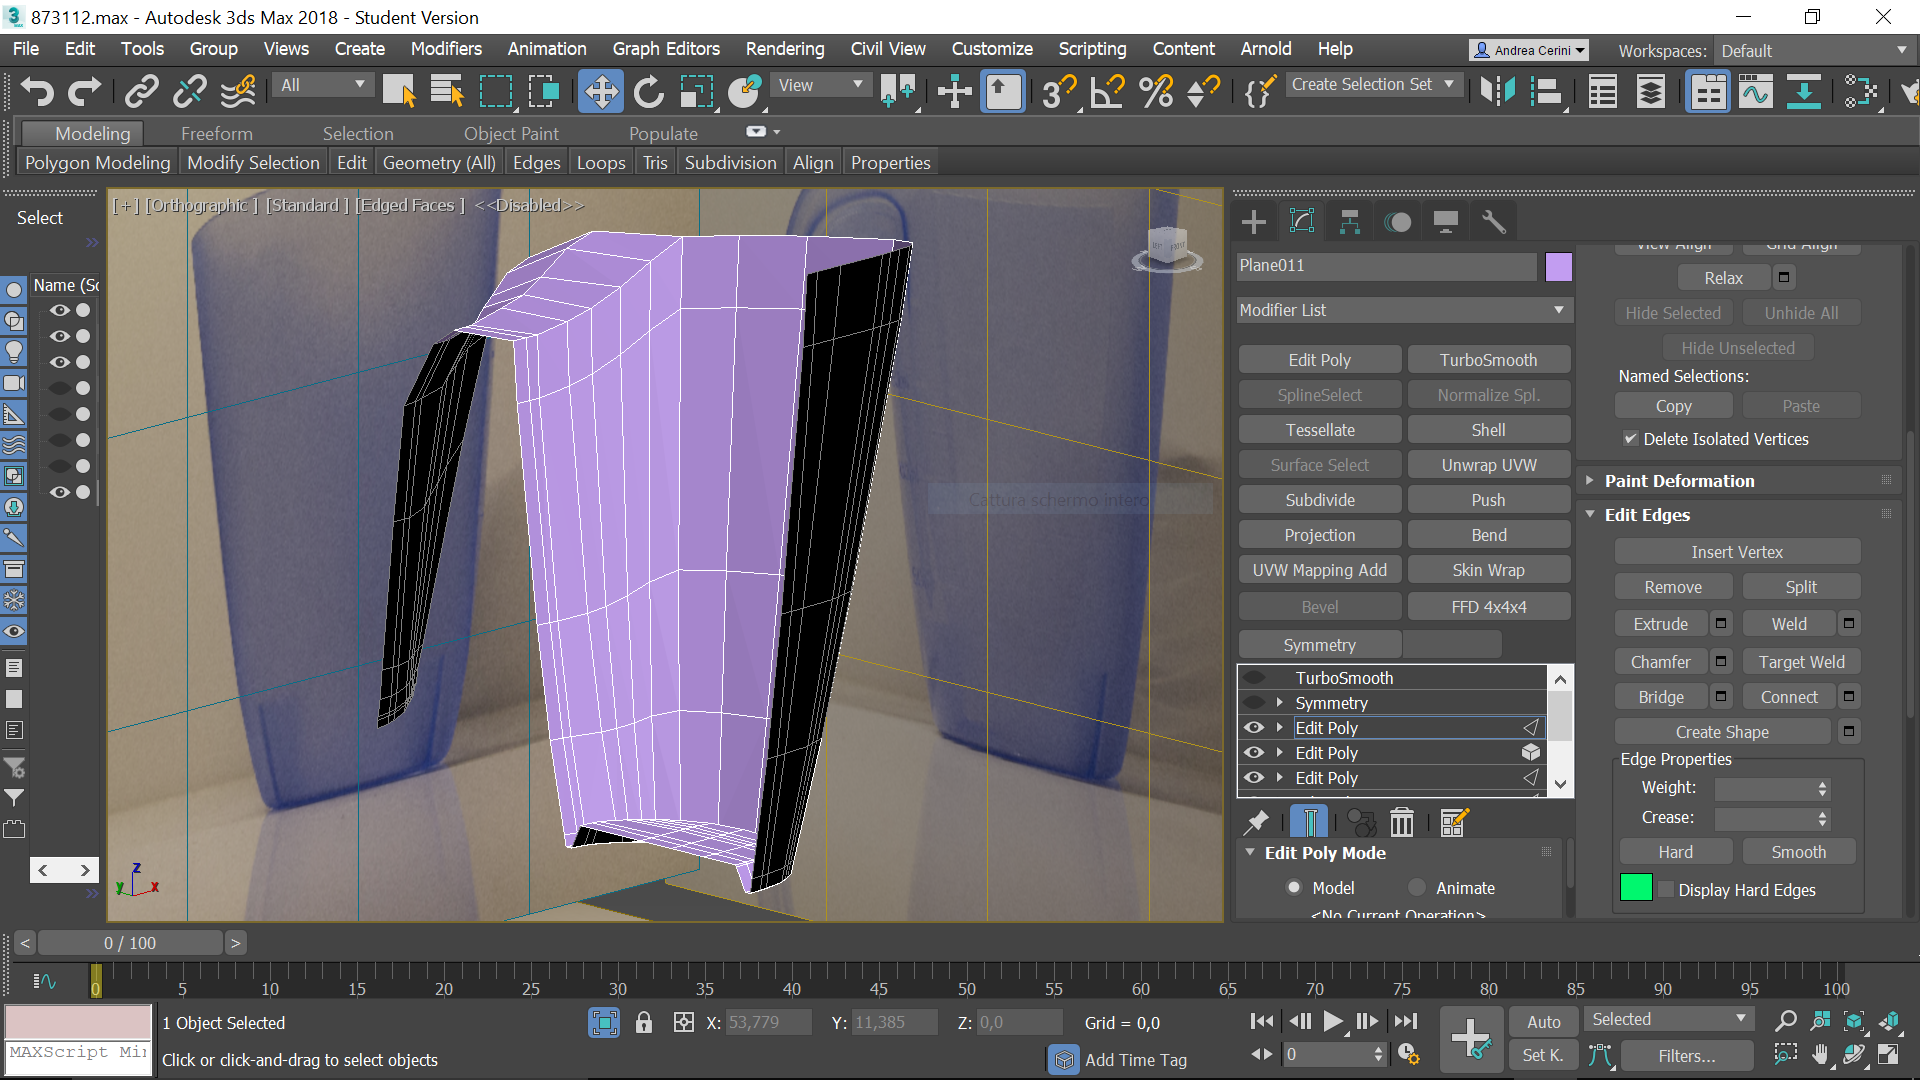 873112.max - Autodesk 3ds Max 2018 - Student Version
File Edit Tools Group Views Create Modifiers Animation Graph Editors Rendering Civil View Customize Scripting Content Arnold Help
Andrea Cerini
Workspaces: Default
All
View
3
Create Selection Set
Modeling Freeform Selection Object Paint Populate
Polygon Modeling Modify Selection Edit Geometry (All) Edges Loops Tris Subdivision Align Properties
Select
Name (Sc
[+] [Orthographic ] [Standard ] [Edged Faces ] <<Disabled>>
Cattura schermo intero
z
y x
Plane011
Modifier List
Edit Poly TurboSmooth
SplineSelect Normalize Spl.
Tessellate Shell
Surface Select Unwrap UVW
Subdivide Push
Projection Bend
UVW Mapping Add Skin Wrap
Bevel FFD 4x4x4
Symmetry
TurboSmooth
Symmetry
Edit Poly
Edit Poly
Edit Poly
Edit Poly Mode
Model Animate
<No Current Operation>
View Align Grid Align
Relax
Hide Selected Unhide All
Hide Unselected
Named Selections:
Copy Paste
Delete Isolated Vertices
Paint Deformation
Edit Edges
Insert Vertex
Remove Split
Extrude Weld
Chamfer Target Weld
Bridge Connect
Create Shape
Edge Properties
Weight:
Crease:
Hard Smooth
Display Hard Edges
< 0 / 100 >
0 5 10 15 20 25 30 35 40 45 50 55 60 65 70 75 80 85 90 95 100
MAXScript Mi
1 Object Selected
Click or click-and-drag to select objects
X: 53,779 Y: 11,385 Z: 0,0 Grid = 0,0
Add Time Tag
0
Auto Selected
Set K. Filters...